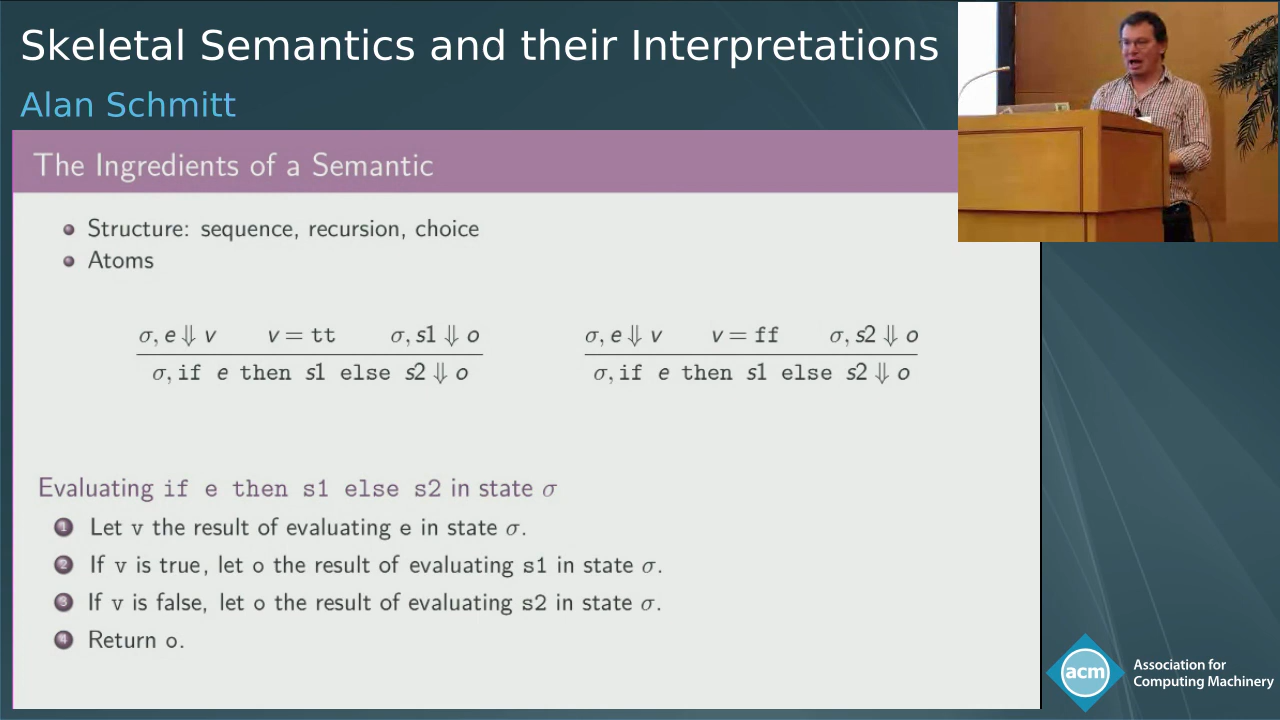 Skeletal Semantics and their Interpretations
Alan Schmitt
The Ingredients of a Semantic
Structure: sequence, recursion, choice
Atoms
σ, e ⇓ v v = tt σ, s1 ⇓ o
σ, if e then s1 else s2 ⇓ o
σ, e ⇓ v v = ff σ, s2 ⇓ o
σ, if e then s1 else s2 ⇓ o
Evaluating if e then s1 else s2 in state σ
1 Let v the result of evaluating e in state σ.
2 If v is true, let o the result of evaluating s1 in state σ.
3 If v is false, let o the result of evaluating s2 in state σ.
4 Return o.
acm
Association for
Computing Machinery